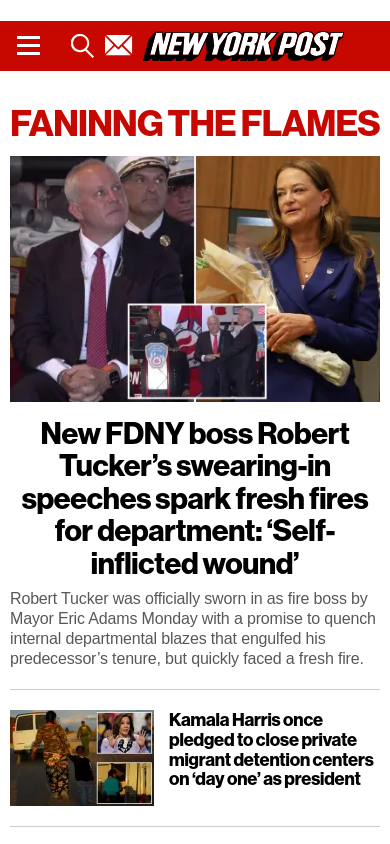 NEW YORK POST
FANINNG THE FLAMES
New FDNY boss Robert
Tucker’s swearing-in
speeches spark fresh fires
for department: ‘Self-
inflicted wound’
Robert Tucker was officially sworn in as fire boss by
Mayor Eric Adams Monday with a promise to quench
internal departmental blazes that engulfed his
predecessor’s tenure, but quickly faced a fresh fire.
Kamala Harris once
pledged to close private
migrant detention centers
on ‘day one’ as president